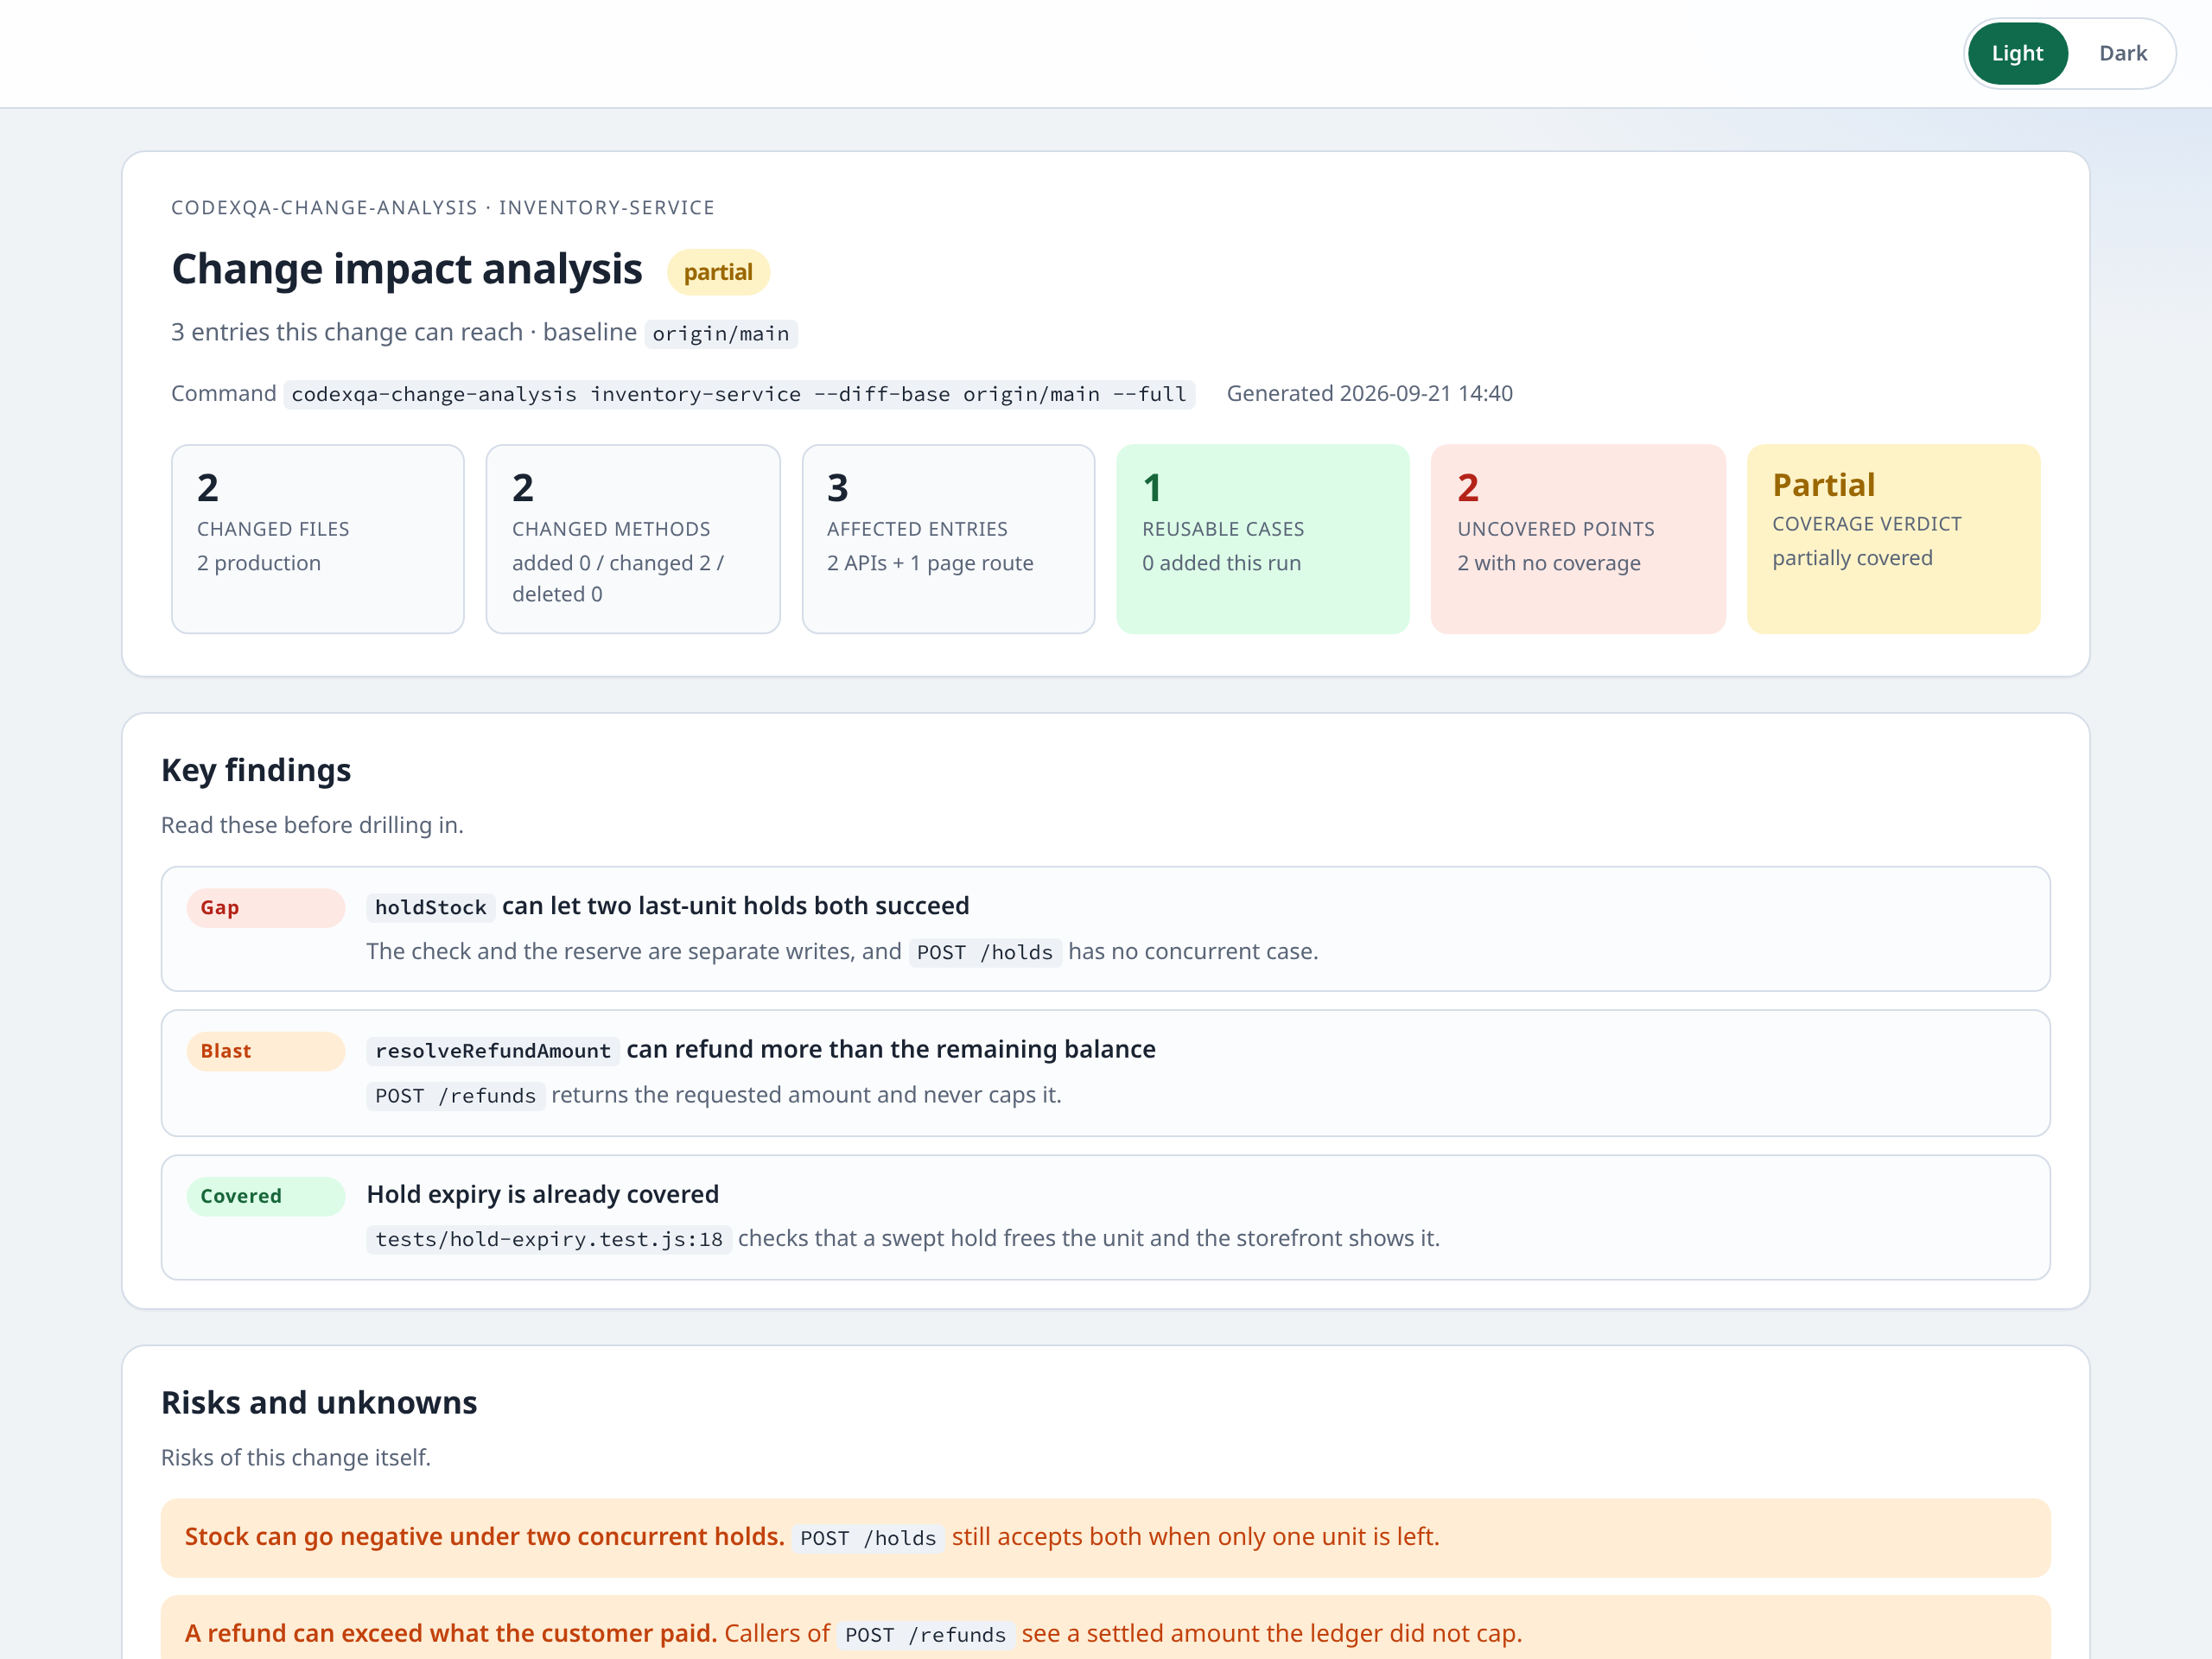 Light Dark
CODEXQA-CHANGE-ANALYSIS · INVENTORY-SERVICE
Change impact analysis partial
3 entries this change can reach · baseline origin/main
Command codexqa-change-analysis inventory-service --diff-base origin/main --full Generated 2026-09-21 14:40
2
CHANGED FILES
2 production
2
CHANGED METHODS
added 0 / changed 2 /
deleted 0
3
AFFECTED ENTRIES
2 APIs + 1 page route
1
REUSABLE CASES
0 added this run
2
UNCOVERED POINTS
2 with no coverage
Partial
COVERAGE VERDICT
partially covered
Key findings
Read these before drilling in.
Gap holdStock can let two last-unit holds both succeed
The check and the reserve are separate writes, and POST /holds has no concurrent case.
Blast resolveRefundAmount can refund more than the remaining balance
POST /refunds returns the requested amount and never caps it.
Covered Hold expiry is already covered
tests/hold-expiry.test.js:18 checks that a swept hold frees the unit and the storefront shows it.
Risks and unknowns
Risks of this change itself.
Stock can go negative under two concurrent holds. POST /holds still accepts both when only one unit is left.
A refund can exceed what the customer paid. Callers of POST /refunds see a settled amount the ledger did not cap.